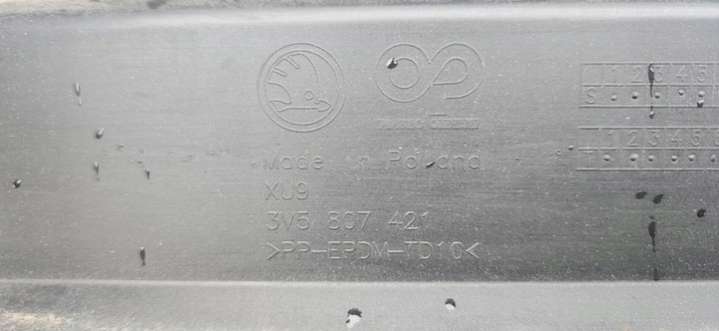 Made in Poland
XU9
3V5 807 421
>PP-EPDM-TD10<
1 2 3 4 5
S
1 2 3 4 5
T